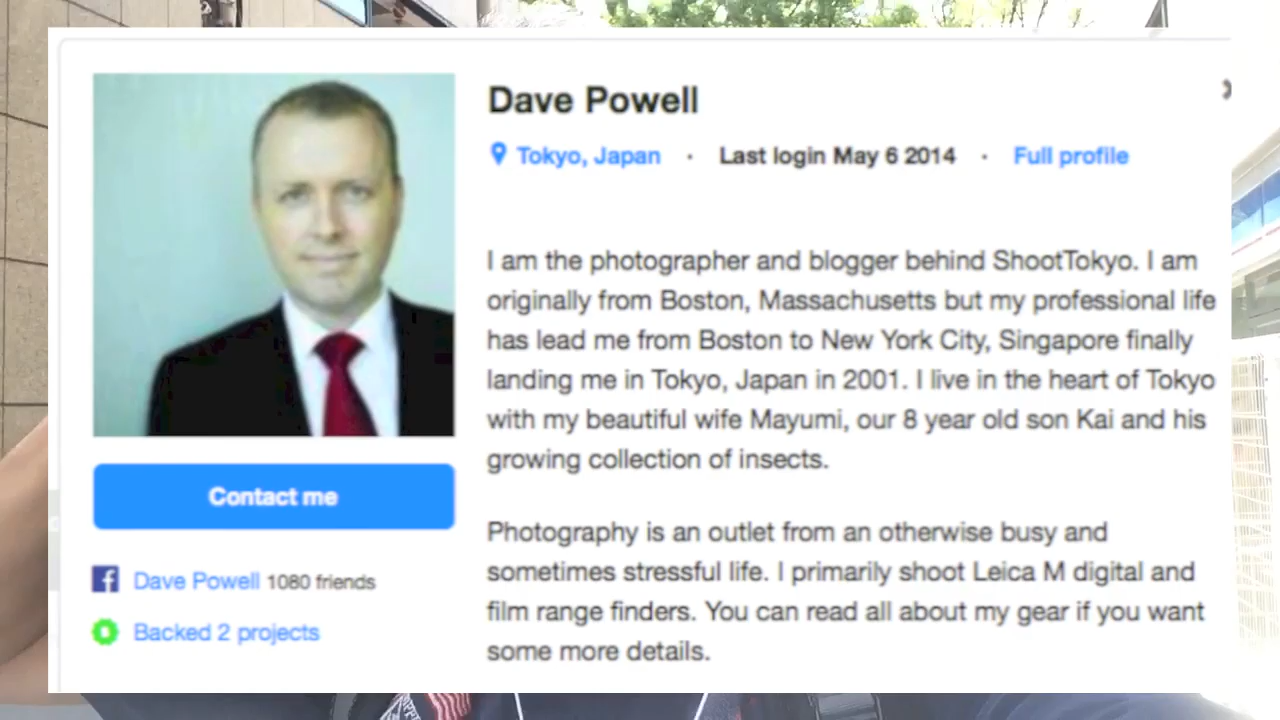 Dave Powell
Tokyo, Japan · Last login May 6 2014 · Full profile
I am the photographer and blogger behind ShootTokyo. I am
originally from Boston, Massachusetts but my professional life
has lead me from Boston to New York City, Singapore finally
landing me in Tokyo, Japan in 2001. I live in the heart of Tokyo
with my beautiful wife Mayumi, our 8 year old son Kai and his
growing collection of insects.
Photography is an outlet from an otherwise busy and
sometimes stressful life. I primarily shoot Leica M digital and
film range finders. You can read all about my gear if you want
some more details.
Contact me
Dave Powell 1080 friends
Backed 2 projects